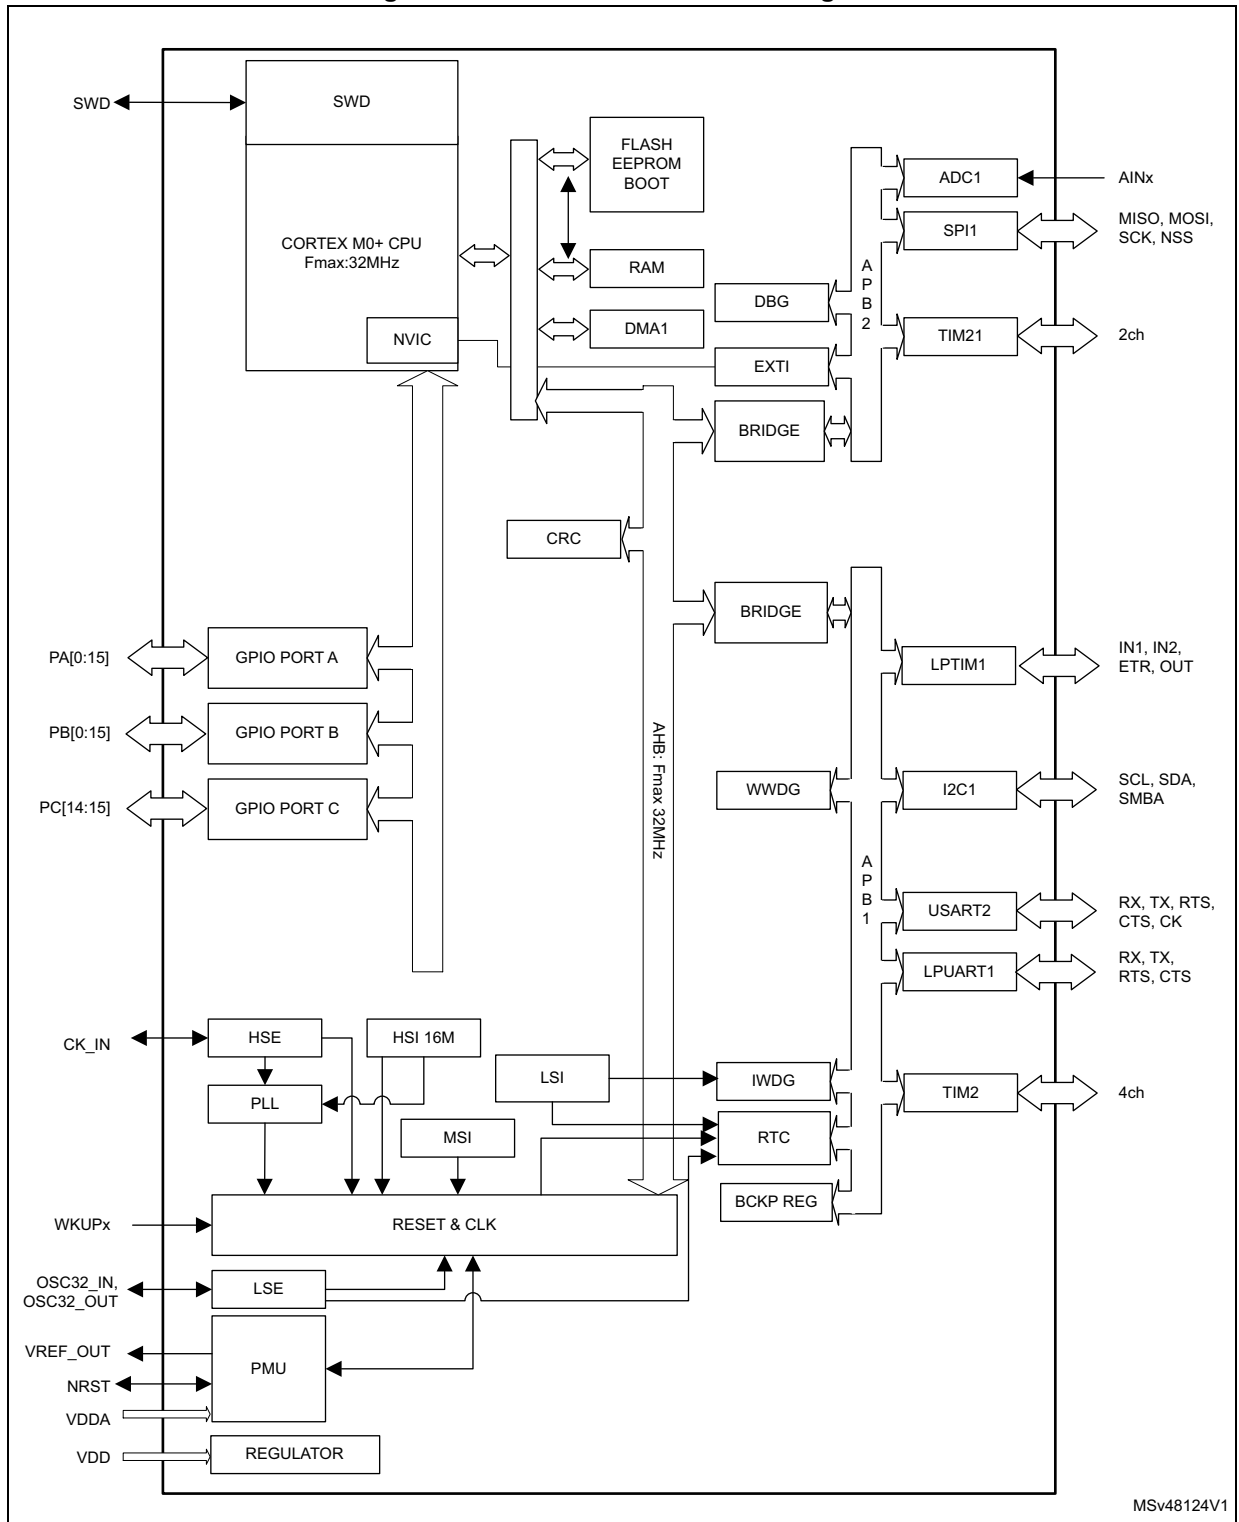 SWD
SWD
CORTEX M0+ CPU
Fmax:32MHz
NVIC
FLASH
EEPROM
BOOT
RAM
DMA1
DBG
EXTI
BRIDGE
APB2
ADC1
AINx
SPI1
MISO, MOSI,
SCK, NSS
TIM21
2ch
CRC
BRIDGE
AHB: Fmax 32MHz
PA[0:15]
GPIO PORT A
PB[0:15]
GPIO PORT B
PC[14:15]
GPIO PORT C
LPTIM1
IN1, IN2,
ETR, OUT
WWDG
I2C1
SCL, SDA,
SMBA
APB1
USART2
RX, TX, RTS,
CTS, CK
LPUART1
RX, TX,
RTS, CTS
CK_IN
HSE
HSI 16M
PLL
LSI
IWDG
TIM2
4ch
MSI
RTC
BCKP REG
WKUPx
RESET & CLK
OSC32_IN,
OSC32_OUT
LSE
VREF_OUT
PMU
NRST
VDDA
VDD
REGULATOR
MSv48124V1